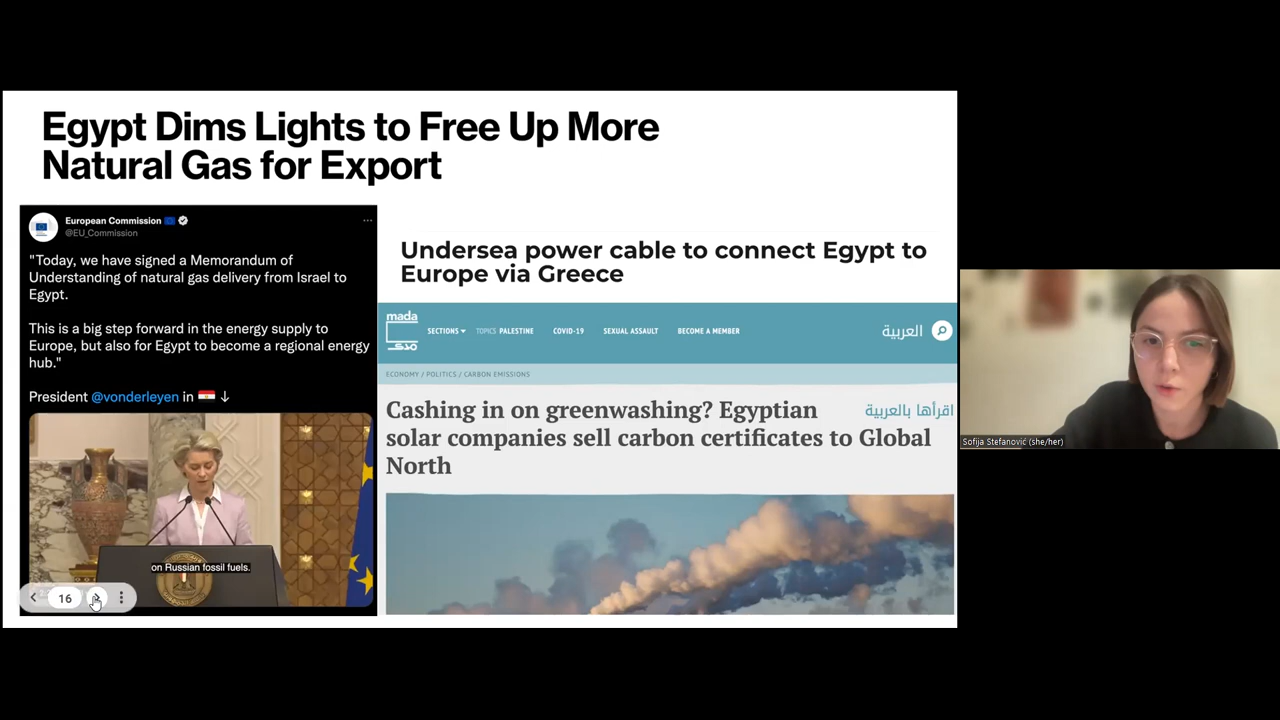 Egypt Dims Lights to Free Up More
Natural Gas for Export
European Commission
@EU_Commission
"Today, we have signed a Memorandum of
Understanding of natural gas delivery from Israel to
Egypt.
This is a big step forward in the energy supply to
Europe, but also for Egypt to become a regional energy
hub."
President @vonderleyen in 🇪🇬 ↓
on Russian fossil fuels.
16
Undersea power cable to connect Egypt to
Europe via Greece
mada
مدى
SECTIONS TOPICS PALESTINE COVID-19 SEXUAL ASSAULT BECOME A MEMBER العربية
ECONOMY / POLITICS / CARBON EMISSIONS
Cashing in on greenwashing? Egyptian اقرأها بالعربية
solar companies sell carbon certificates to Global
North
Sofija Stefanović (she/her)